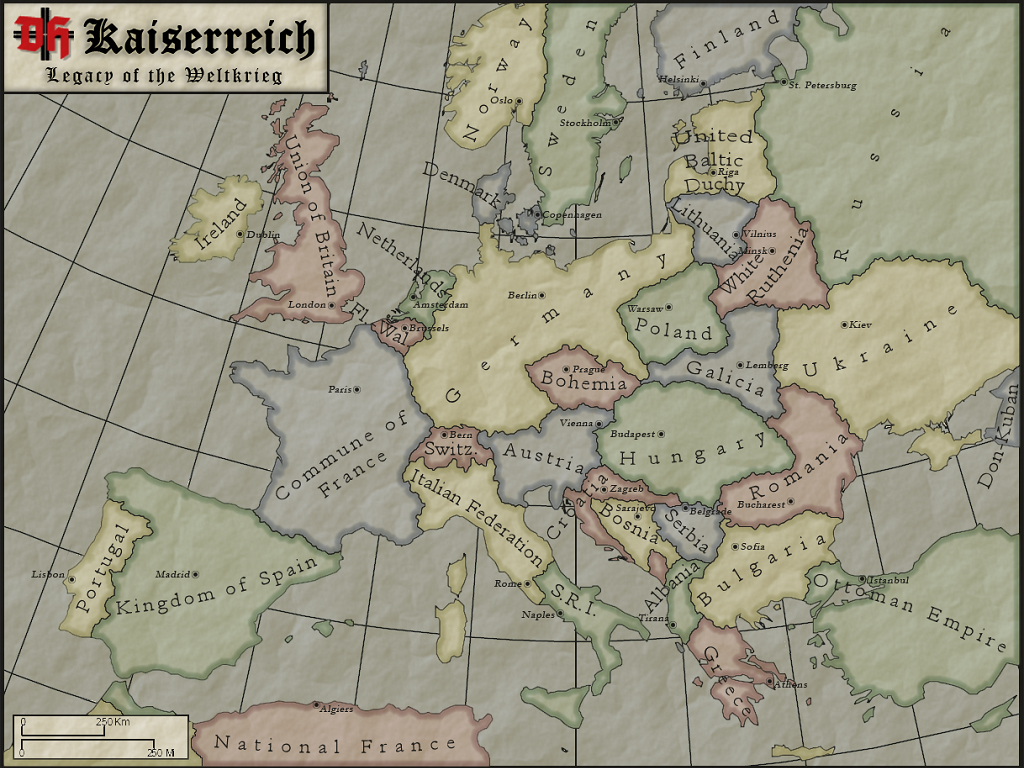 DH Kaiserreich
Legacy of the Weltkrieg
Norway
Oslo
Sweden
Stockholm
Finland
Helsinki
St. Petersburg
Russia
United
Baltic
Riga
Duchy
Union of Britain
London
Ireland
Dublin
Denmark
Copenhagen
Lithuania
Vilnius
Minsk
White
Ruthenia
Netherlands
Amsterdam
Fl
Wal
Brussels
Germany
Berlin
Warsaw
Poland
Kiev
Ukraine
Lemberg
Galicia
Prague
Bohemia
Paris
Commune of
France
Bern
Switz.
Vienna
Austria
Budapest
Hungary
Romania
Bucharest
Don-Kuban
Italian Federation
Rome
Croatia
Zagreb
Sarajevo
Bosnia
Belgrade
Serbia
Sofia
Bulgaria
Albania
Tirana
S.R.I.
Naples
Portugal
Lisbon
Madrid
Kingdom of Spain
Istanbul
Ottoman Empire
Greece
Athens
Algiers
National France
0 250 Km
0 250 Mi